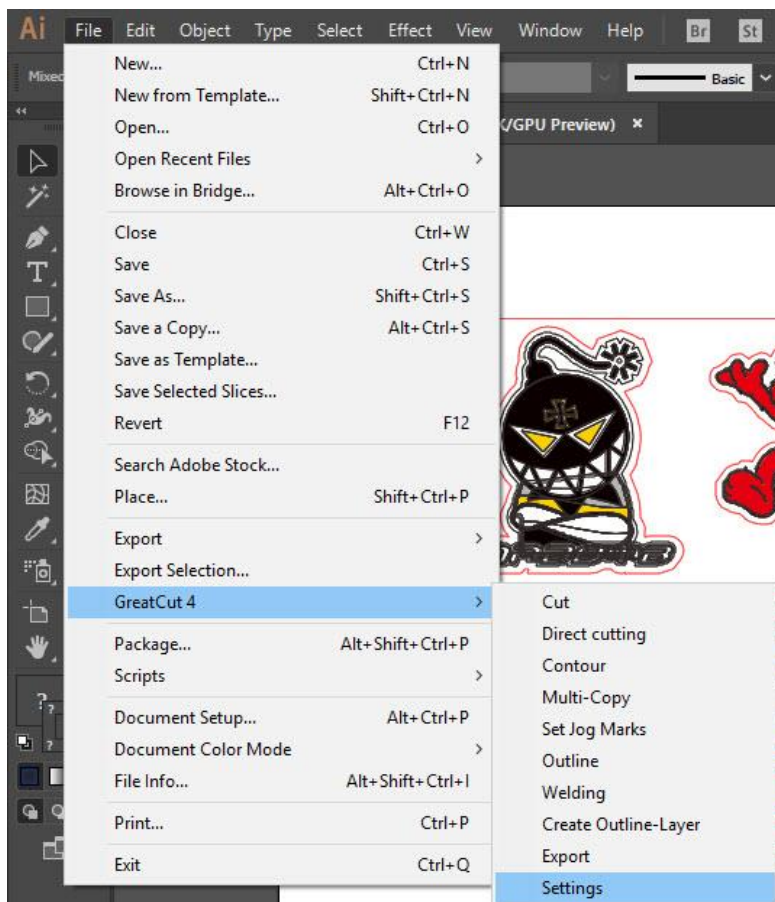 Ai File Edit Object Type Select Effect View Window Help Br St
Mixed Basic
K/GPU Preview) ×
New... Ctrl+N
New from Template... Shift+Ctrl+N
Open... Ctrl+O
Open Recent Files >
Browse in Bridge... Alt+Ctrl+O
Close Ctrl+W
Save Ctrl+S
Save As... Shift+Ctrl+S
Save a Copy... Alt+Ctrl+S
Save as Template...
Save Selected Slices...
Revert F12
Search Adobe Stock...
Place... Shift+Ctrl+P
Export >
Export Selection...
GreatCut 4 >
Package... Alt+Shift+Ctrl+P
Scripts >
Document Setup... Alt+Ctrl+P
Document Color Mode >
File Info... Alt+Shift+Ctrl+I
Print... Ctrl+P
Exit Ctrl+Q
Cut
Direct cutting
Contour
Multi-Copy
Set Jog Marks
Outline
Welding
Create Outline-Layer
Export
Settings